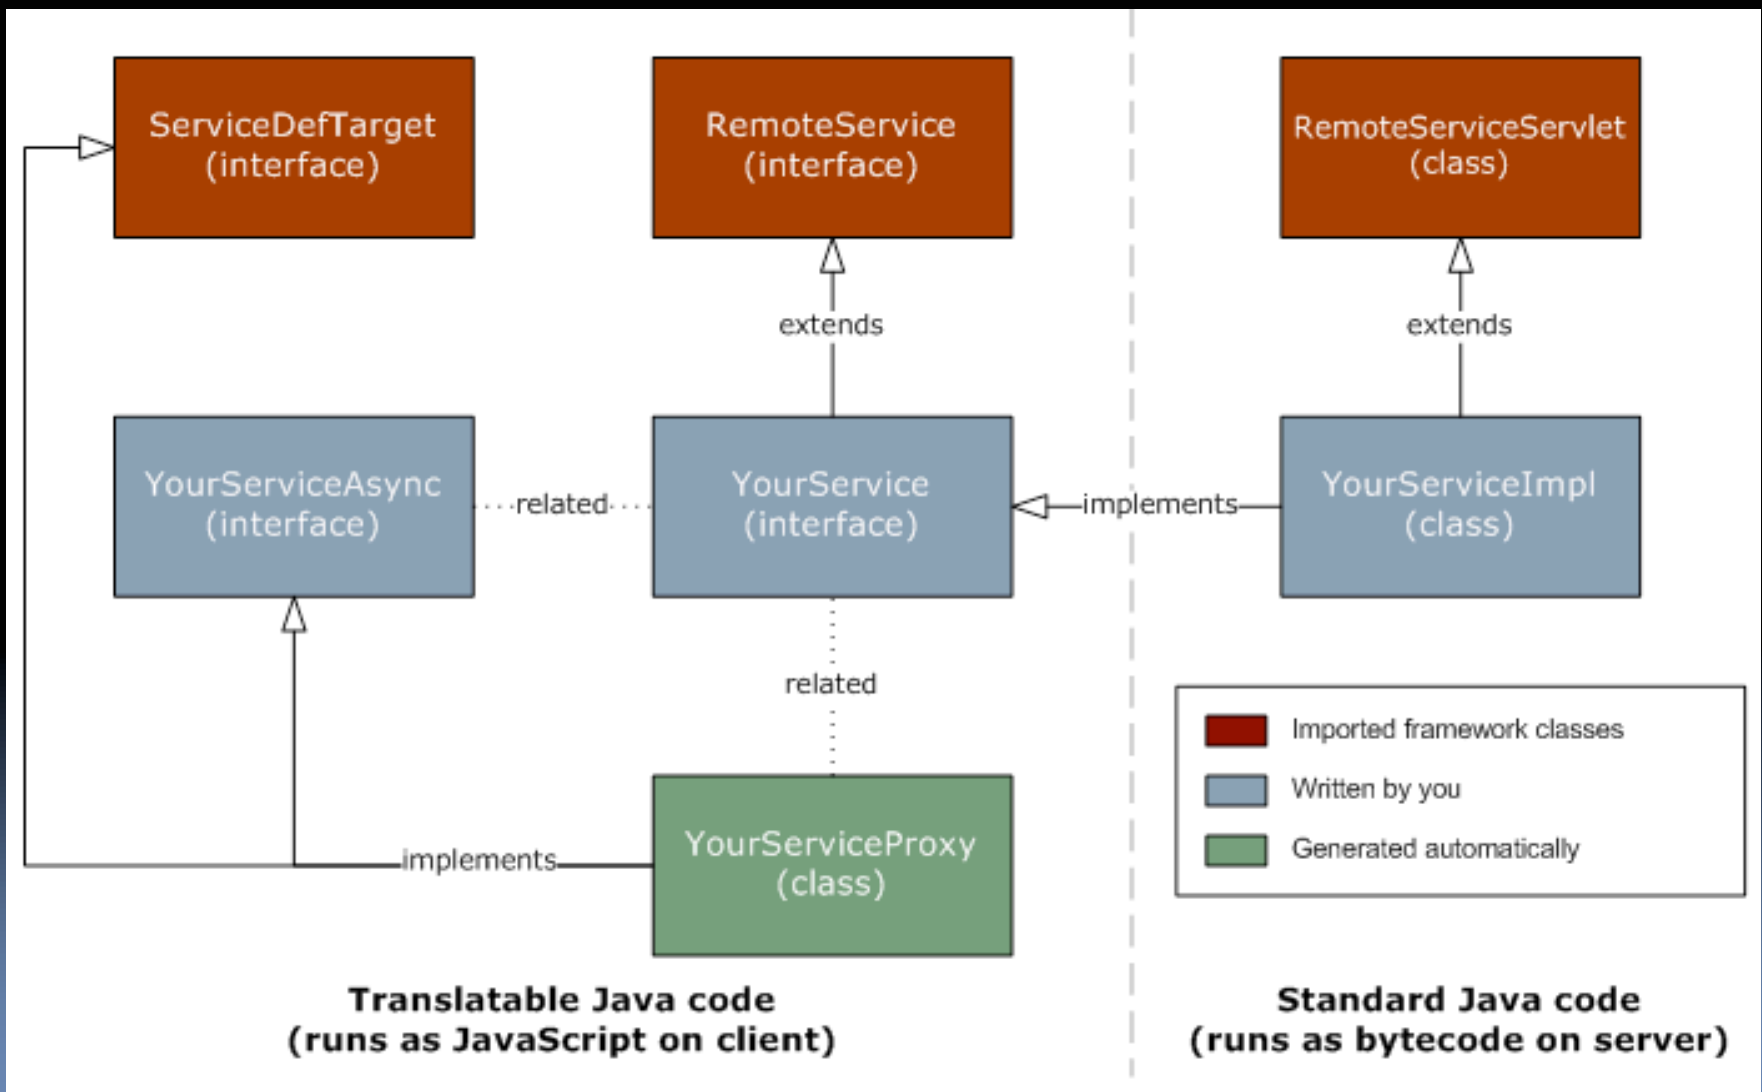 ServiceDefTarget
(interface)
RemoteService
(interface)
RemoteServiceServlet
(class)
extends
extends
YourServiceAsync
(interface)
related
YourService
(interface)
implements
YourServiceImpl
(class)
related
implements
YourServiceProxy
(class)
Imported framework classes
Written by you
Generated automatically
Translatable Java code
(runs as JavaScript on client)
Standard Java code
(runs as bytecode on server)